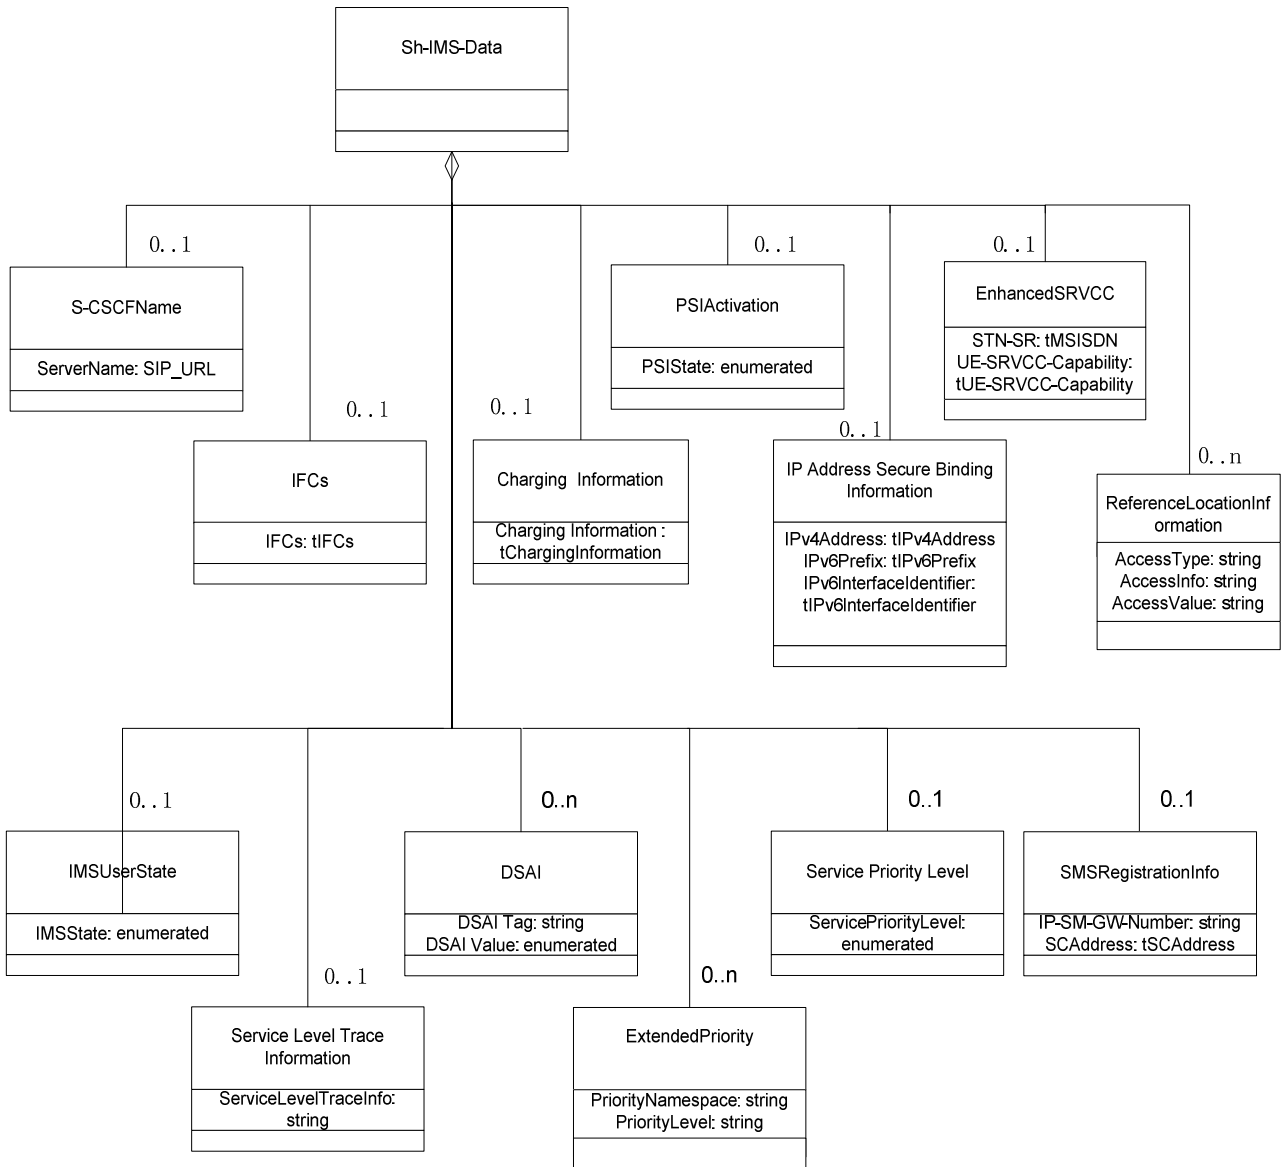 Sh-IMS-Data
0..1
S-CSCFName
ServerName: SIP_URL
0..1
IFCs
IFCs: tIFCs
0..1
Charging Information
Charging Information :
tChargingInformation
0..1
PSIActivation
PSIState: enumerated
0..1
IP Address Secure Binding
Information
IPv4Address: tIPv4Address
IPv6Prefix: tIPv6Prefix
IPv6InterfaceIdentifier:
tIPv6InterfaceIdentifier
0..1
EnhancedSRVCC
STN-SR: tMSISDN
UE-SRVCC-Capability:
tUE-SRVCC-Capability
0..n
ReferenceLocationInf
ormation
AccessType: string
AccessInfo: string
AccessValue: string
0..1
IMSUserState
IMSState: enumerated
0..1
Service Level Trace
Information
ServiceLevelTraceInfo:
string
0..n
DSAI
DSAI Tag: string
DSAI Value: enumerated
0..n
ExtendedPriority
PriorityNamespace: string
PriorityLevel: string
0..1
Service Priority Level
ServicePriorityLevel:
enumerated
0..1
SMSRegistrationInfo
IP-SM-GW-Number: string
SCAddress: tSCAddress